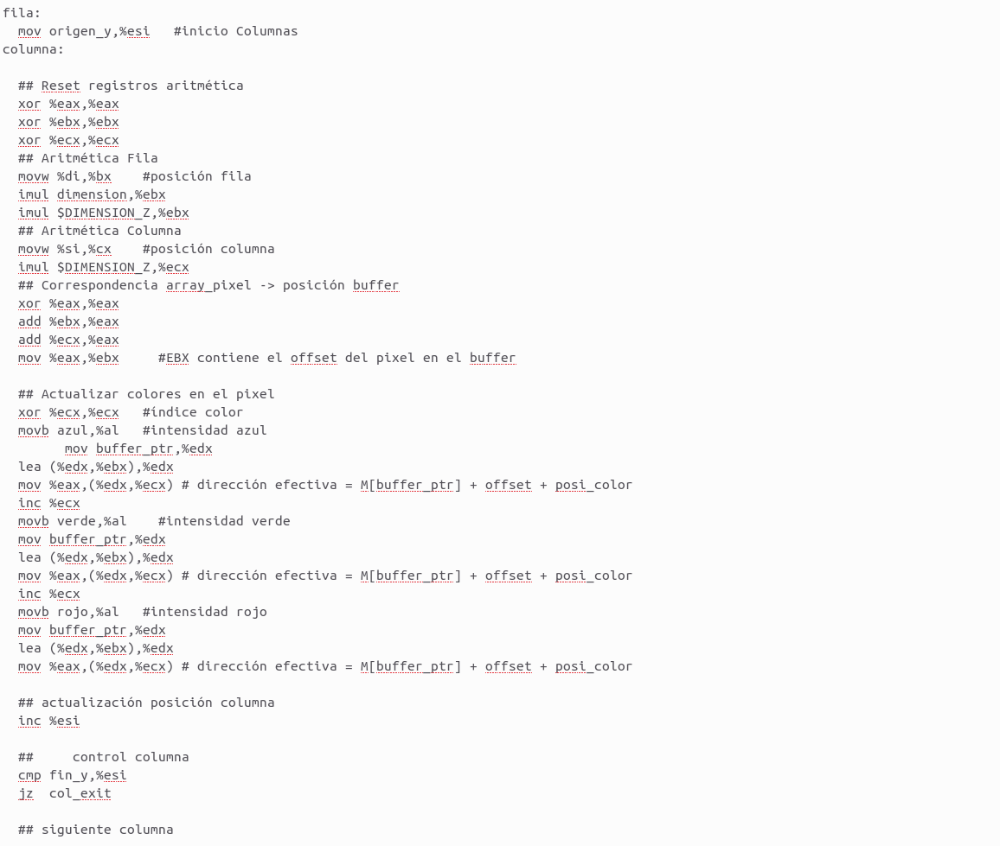 fila:
mov origen_y,%esi   #inicio Columnas
columna:
## Reset registros aritmética
xor %eax,%eax
xor %ebx,%ebx
xor %ecx,%ecx
## Aritmética Fila
movw %di,%bx    #posición fila
imul dimension,%ebx
imul $DIMENSION_Z,%ebx
## Aritmética Columna
movw %si,%cx    #posición columna
imul $DIMENSION_Z,%ecx
## Correspondencia array_pixel -> posición buffer
xor %eax,%eax
add %ebx,%eax
add %ecx,%eax
mov %eax,%ebx     #EBX contiene el offset del pixel en el buffer
## Actualizar colores en el pixel
xor %ecx,%ecx   #índice color
movb azul,%al   #intensidad azul
mov buffer_ptr,%edx
lea (%edx,%ebx),%edx
mov %eax,(%edx,%ecx) # dirección efectiva = M[buffer_ptr] + offset + posi_color
inc %ecx
movb verde,%al    #intensidad verde
mov buffer_ptr,%edx
lea (%edx,%ebx),%edx
mov %eax,(%edx,%ecx) # dirección efectiva = M[buffer_ptr] + offset + posi_color
inc %ecx
movb rojo,%al   #intensidad rojo
mov buffer_ptr,%edx
lea (%edx,%ebx),%edx
mov %eax,(%edx,%ecx) # dirección efectiva = M[buffer_ptr] + offset + posi_color
## actualización posición columna
inc %esi
##     control columna
cmp fin_y,%esi
jz  col_exit
## siguiente columna